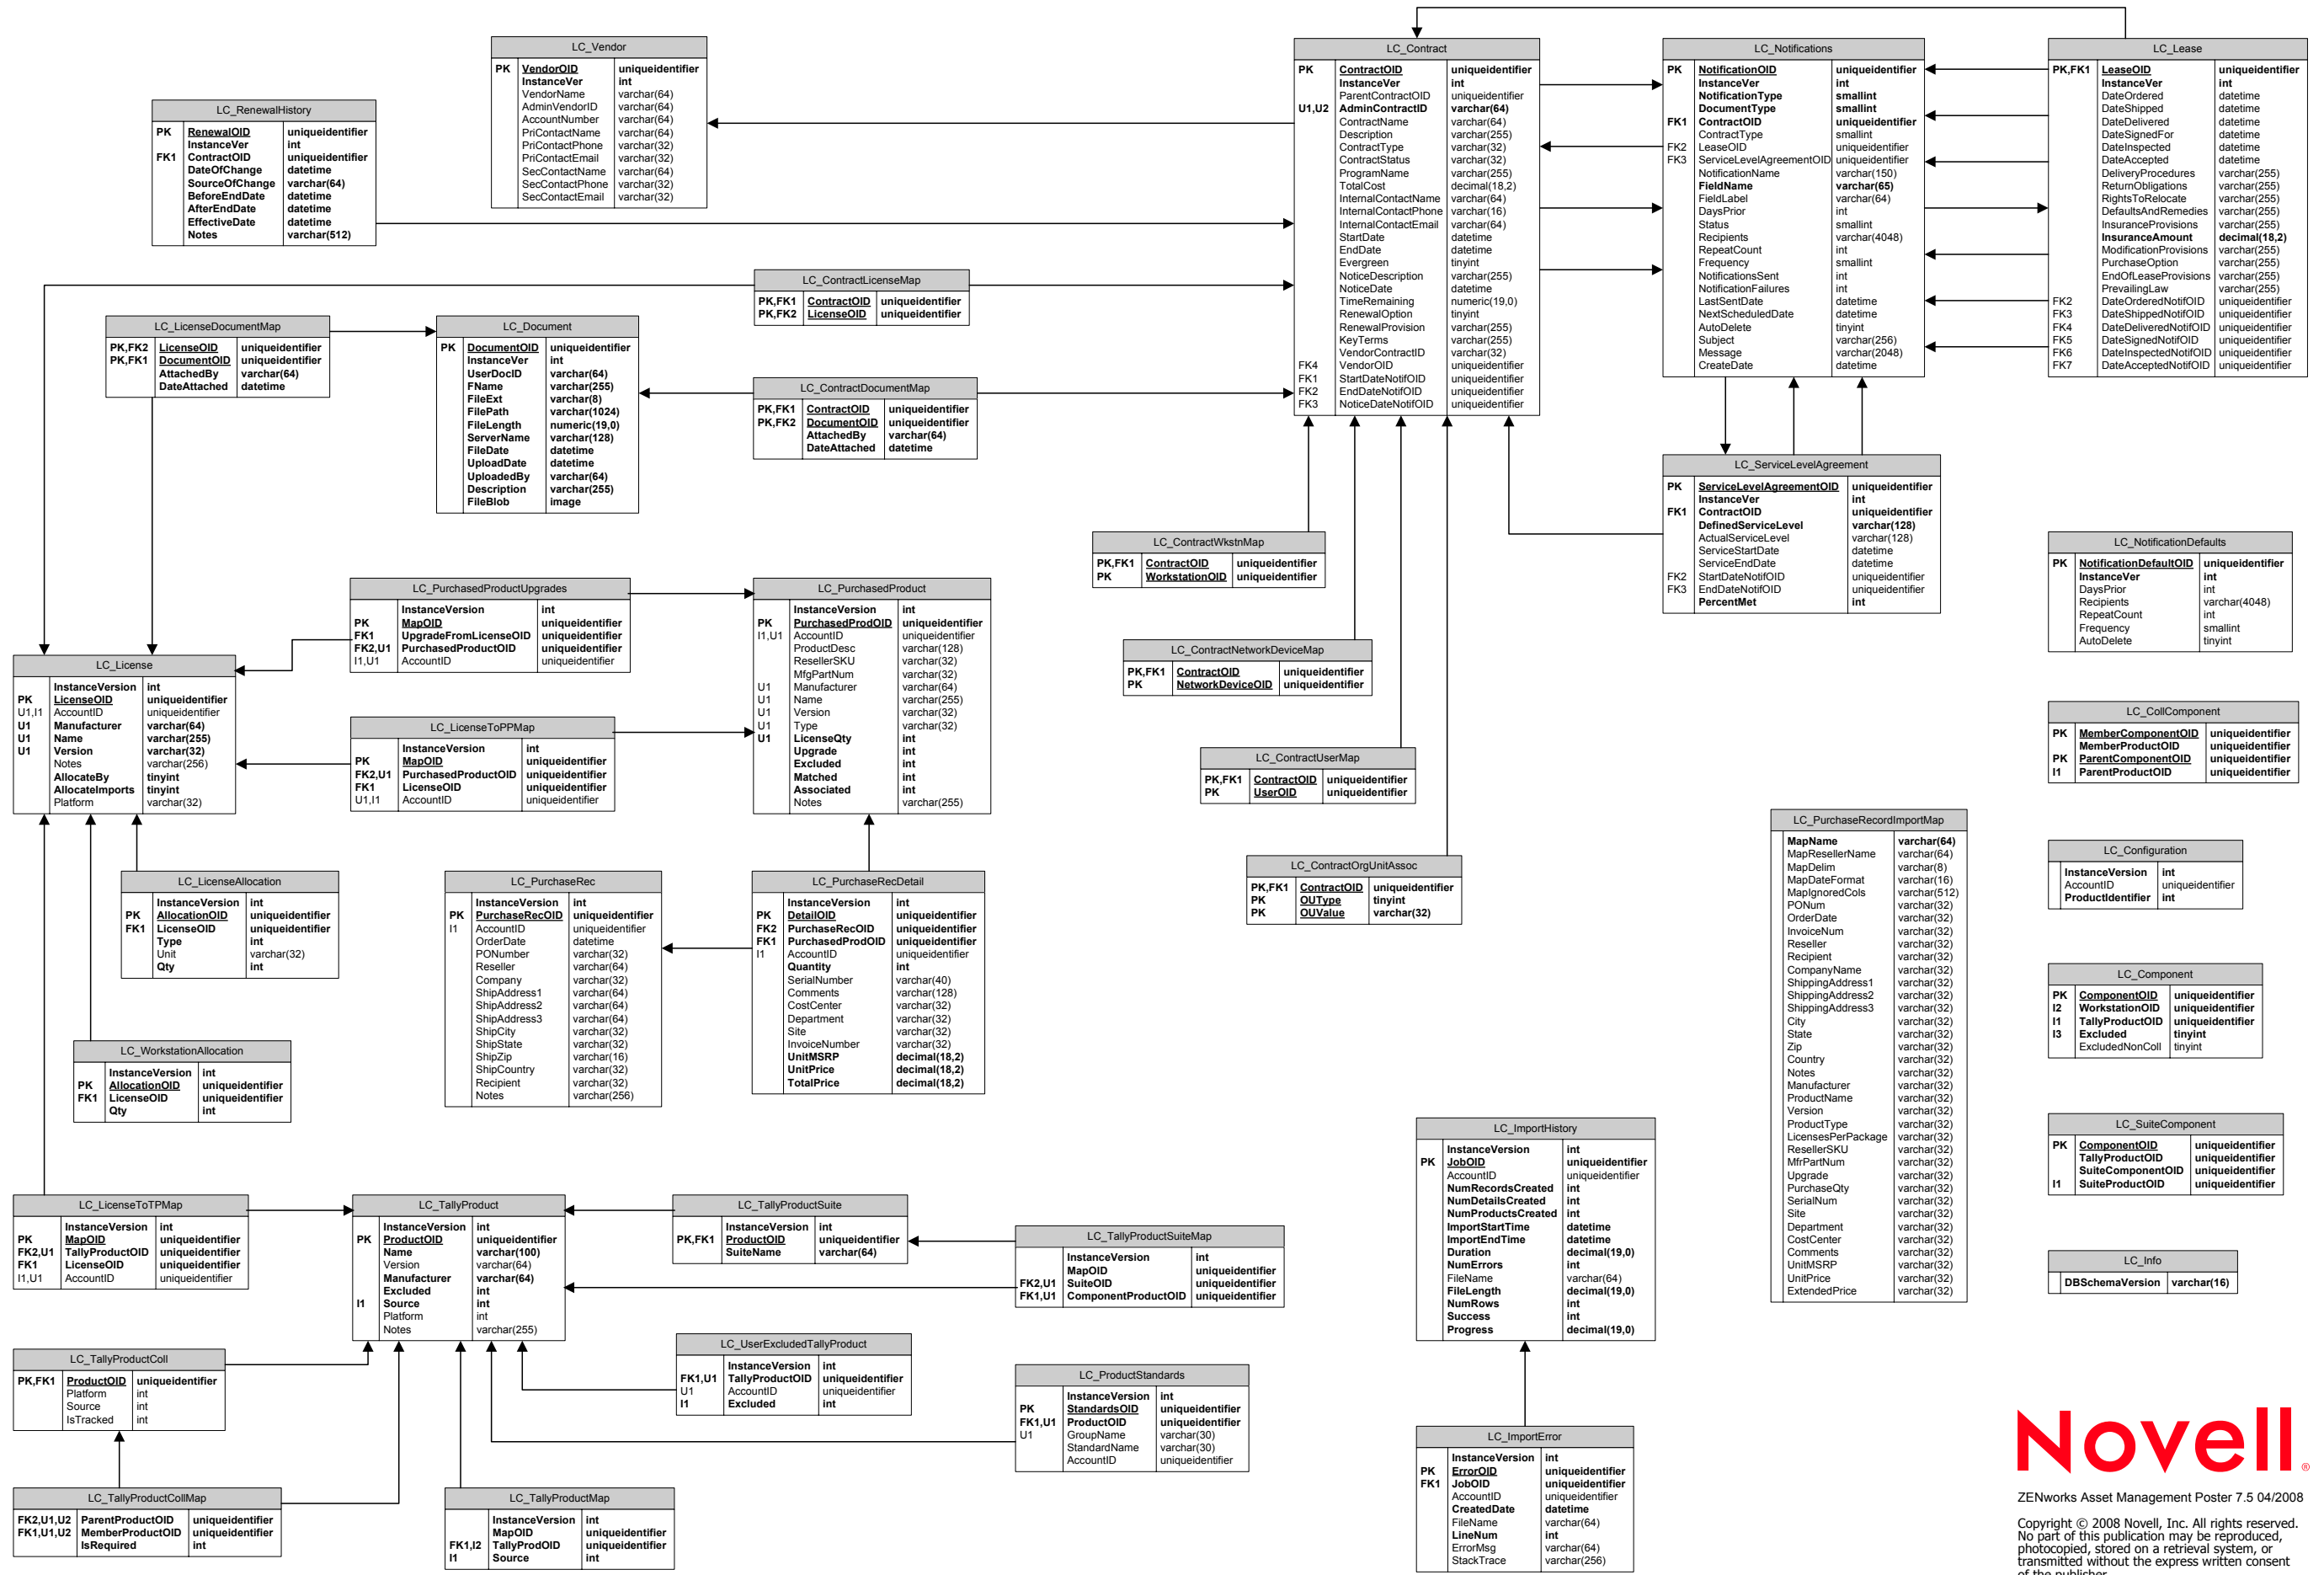 LC_Vendor
PK VendorOID uniqueidentifier
InstanceVer int
VendorName varchar(64)
AdminVendorID varchar(64)
AccountNumber varchar(64)
PriContactName varchar(64)
PriContactPhone varchar(32)
PriContactEmail varchar(32)
SecContactName varchar(64)
SecContactPhone varchar(32)
SecContactEmail varchar(32)
LC_RenewalHistory
PK RenewalOID uniqueidentifier
InstanceVer int
FK1 ContractOID uniqueidentifier
DateOfChange datetime
SourceOfChange varchar(64)
BeforeEndDate datetime
AfterEndDate datetime
EffectiveDate datetime
Notes varchar(512)
LC_Contract
PK ContractOID uniqueidentifier
InstanceVer int
ParentContractOID uniqueidentifier
U1,U2 AdminContractID varchar(64)
ContractName varchar(64)
Description varchar(255)
ContractType varchar(32)
ContractStatus varchar(32)
ProgramName varchar(255)
TotalCost decimal(18,2)
InternalContactName varchar(64)
InternalContactPhone varchar(16)
InternalContactEmail varchar(64)
StartDate datetime
EndDate datetime
Evergreen tinyint
NoticeDescription varchar(255)
NoticeDate datetime
TimeRemaining numeric(19,0)
RenewalOption tinyint
RenewalProvision varchar(255)
KeyTerms varchar(255)
VendorContractID varchar(32)
FK4 VendorOID uniqueidentifier
FK1 StartDateNotifOID uniqueidentifier
FK2 EndDateNotifOID uniqueidentifier
FK3 NoticeDateNotifOID uniqueidentifier
LC_Notifications
PK NotificationOID uniqueidentifier
InstanceVer int
NotificationType smallint
DocumentType smallint
FK1 ContractOID uniqueidentifier
ContractType smallint
FK2 LeaseOID uniqueidentifier
FK3 ServiceLevelAgreementOID uniqueidentifier
NotificationName varchar(150)
FieldName varchar(65)
FieldLabel varchar(64)
DaysPrior int
Status smallint
Recipients varchar(4048)
RepeatCount int
Frequency smallint
NotificationsSent int
NotificationFailures int
LastSentDate datetime
NextScheduledDate datetime
AutoDelete tinyint
Subject varchar(256)
Message varchar(2048)
CreateDate datetime
LC_Lease
PK,FK1 LeaseOID uniqueidentifier
InstanceVer int
DateOrdered datetime
DateShipped datetime
DateDelivered datetime
DateSignedFor datetime
DateInspected datetime
DateAccepted datetime
DeliveryProcedures varchar(255)
ReturnObligations varchar(255)
RightsToRelocate varchar(255)
DefaultsAndRemedies varchar(255)
InsuranceProvisions varchar(255)
InsuranceAmount decimal(18,2)
ModificationProvisions varchar(255)
PurchaseOption varchar(255)
EndOfLeaseProvisions varchar(255)
PrevailingLaw varchar(255)
FK2 DateOrderedNotifOID uniqueidentifier
FK3 DateShippedNotifOID uniqueidentifier
FK4 DateDeliveredNotifOID uniqueidentifier
FK5 DateSignedNotifOID uniqueidentifier
FK6 DateInspectedNotifOID uniqueidentifier
FK7 DateAcceptedNotifOID uniqueidentifier
LC_ContractLicenseMap
PK,FK1 ContractOID uniqueidentifier
PK,FK2 LicenseOID uniqueidentifier
LC_LicenseDocumentMap
PK,FK2 LicenseOID uniqueidentifier
PK,FK1 DocumentOID uniqueidentifier
AttachedBy varchar(64)
DateAttached datetime
LC_Document
PK DocumentOID uniqueidentifier
InstanceVer int
UserDocID varchar(64)
FName varchar(255)
FileExt varchar(8)
FilePath varchar(1024)
FileLength numeric(19,0)
ServerName varchar(128)
FileDate datetime
UploadDate datetime
UploadedBy varchar(64)
Description varchar(255)
FileBlob image
LC_ContractDocumentMap
PK,FK1 ContractOID uniqueidentifier
PK,FK2 DocumentOID uniqueidentifier
AttachedBy varchar(64)
DateAttached datetime
LC_ServiceLevelAgreement
PK ServiceLevelAgreementOID uniqueidentifier
InstanceVer int
FK1 ContractOID uniqueidentifier
DefinedServiceLevel varchar(128)
ActualServiceLevel varchar(128)
ServiceStartDate datetime
ServiceEndDate datetime
FK2 StartDateNotifOID uniqueidentifier
FK3 EndDateNotifOID uniqueidentifier
PercentMet int
LC_ContractWkstnMap
PK,FK1 ContractOID uniqueidentifier
PK WorkstationOID uniqueidentifier
LC_NotificationDefaults
PK NotificationDefaultOID uniqueidentifier
InstanceVer int
DaysPrior int
Recipients varchar(4048)
RepeatCount int
Frequency smallint
AutoDelete tinyint
LC_PurchasedProductUpgrades
InstanceVersion int
PK MapOID uniqueidentifier
FK1 UpgradeFromLicenseOID uniqueidentifier
FK2,U1 PurchasedProductOID uniqueidentifier
I1,U1 AccountID uniqueidentifier
LC_PurchasedProduct
InstanceVersion int
PK PurchasedProdOID uniqueidentifier
I1,U1 AccountID uniqueidentifier
ProductDesc varchar(128)
ResellerSKU varchar(32)
MfgPartNum varchar(32)
U1 Manufacturer varchar(64)
U1 Name varchar(255)
U1 Version varchar(32)
U1 Type varchar(32)
U1 LicenseQty int
Upgrade int
Excluded int
Matched int
Associated int
Notes varchar(255)
LC_ContractNetworkDeviceMap
PK,FK1 ContractOID uniqueidentifier
PK NetworkDeviceOID uniqueidentifier
LC_License
InstanceVersion int
PK LicenseOID uniqueidentifier
U1,I1 AccountID uniqueidentifier
U1 Manufacturer varchar(64)
U1 Name varchar(255)
U1 Version varchar(32)
Notes varchar(256)
AllocateBy tinyint
AllocateImports tinyint
Platform varchar(32)
LC_LicenseToPPMap
InstanceVersion int
PK MapOID uniqueidentifier
FK2,U1 PurchasedProductOID uniqueidentifier
FK1 LicenseOID uniqueidentifier
U1,I1 AccountID uniqueidentifier
LC_CollComponent
PK MemberComponentOID uniqueidentifier
MemberProductOID uniqueidentifier
PK ParentComponentOID uniqueidentifier
I1 ParentProductOID uniqueidentifier
LC_ContractUserMap
PK,FK1 ContractOID uniqueidentifier
PK UserOID uniqueidentifier
LC_PurchaseRecordImportMap
MapName varchar(64)
MapResellerName varchar(64)
MapDelim varchar(8)
MapDateFormat varchar(16)
MapIgnoredCols varchar(512)
PONum varchar(32)
OrderDate varchar(32)
InvoiceNum varchar(32)
Reseller varchar(32)
Recipient varchar(32)
CompanyName varchar(32)
ShippingAddress1 varchar(32)
ShippingAddress2 varchar(32)
ShippingAddress3 varchar(32)
City varchar(32)
State varchar(32)
Zip varchar(32)
Country varchar(32)
Notes varchar(32)
Manufacturer varchar(32)
ProductName varchar(32)
Version varchar(32)
ProductType varchar(32)
LicensesPerPackage varchar(32)
ResellerSKU varchar(32)
MfrPartNum varchar(32)
Upgrade varchar(32)
PurchaseQty varchar(32)
SerialNum varchar(32)
Site varchar(32)
Department varchar(32)
CostCenter varchar(32)
Comments varchar(32)
UnitMSRP varchar(32)
UnitPrice varchar(32)
ExtendedPrice varchar(32)
LC_Configuration
InstanceVersion int
AccountID uniqueidentifier
ProductIdentifier int
LC_ContractOrgUnitAssoc
PK,FK1 ContractOID uniqueidentifier
PK OUType tinyint
PK OUValue varchar(32)
LC_LicenseAllocation
InstanceVersion int
PK AllocationOID uniqueidentifier
FK1 LicenseOID uniqueidentifier
Type int
Unit varchar(32)
Qty int
LC_PurchaseRec
InstanceVersion int
PK PurchaseRecOID uniqueidentifier
I1 AccountID uniqueidentifier
OrderDate datetime
PONumber varchar(32)
Reseller varchar(64)
Company varchar(32)
ShipAddress1 varchar(64)
ShipAddress2 varchar(64)
ShipAddress3 varchar(64)
ShipCity varchar(32)
ShipState varchar(32)
ShipZip varchar(16)
ShipCountry varchar(32)
Recipient varchar(32)
Notes varchar(256)
LC_PurchaseRecDetail
InstanceVersion int
PK DetailOID uniqueidentifier
FK2 PurchaseRecOID uniqueidentifier
FK1 PurchasedProdOID uniqueidentifier
I1 AccountID uniqueidentifier
Quantity int
SerialNumber varchar(40)
Comments varchar(128)
CostCenter varchar(32)
Department varchar(32)
Site varchar(32)
InvoiceNumber varchar(32)
UnitMSRP decimal(18,2)
UnitPrice decimal(18,2)
TotalPrice decimal(18,2)
LC_Component
PK ComponentOID uniqueidentifier
I2 WorkstationOID uniqueidentifier
I1 TallyProductOID uniqueidentifier
I3 Excluded tinyint
ExcludedNonColl tinyint
LC_WorkstationAllocation
InstanceVersion int
PK AllocationOID uniqueidentifier
FK1 LicenseOID uniqueidentifier
Qty int
LC_SuiteComponent
PK ComponentOID uniqueidentifier
TallyProductOID uniqueidentifier
SuiteComponentOID uniqueidentifier
I1 SuiteProductOID uniqueidentifier
LC_ImportHistory
InstanceVersion int
PK JobOID uniqueidentifier
AccountID uniqueidentifier
NumRecordsCreated int
NumDetailsCreated int
NumProductsCreated int
ImportStartTime datetime
ImportEndTime datetime
Duration decimal(19,0)
NumErrors int
FileName varchar(64)
FileLength decimal(19,0)
NumRows int
Success int
Progress decimal(19,0)
LC_LicenseToTPMap
InstanceVersion int
PK MapOID uniqueidentifier
FK2,U1 TallyProductOID uniqueidentifier
FK1 LicenseOID uniqueidentifier
I1,U1 AccountID uniqueidentifier
LC_TallyProduct
InstanceVersion int
PK ProductOID uniqueidentifier
Name varchar(100)
Version varchar(64)
Manufacturer varchar(64)
Excluded int
I1 Source int
Platform int
Notes varchar(255)
LC_TallyProductSuite
InstanceVersion int
PK,FK1 ProductOID uniqueidentifier
SuiteName varchar(64)
LC_TallyProductSuiteMap
InstanceVersion int
MapOID uniqueidentifier
FK2,U1 SuiteOID uniqueidentifier
FK1,U1 ComponentProductOID uniqueidentifier
LC_Info
DBSchemaVersion varchar(16)
LC_UserExcludedTallyProduct
InstanceVersion int
FK1,U1 TallyProductOID uniqueidentifier
U1 AccountID uniqueidentifier
I1 Excluded int
LC_TallyProductColl
PK,FK1 ProductOID uniqueidentifier
Platform int
Source int
IsTracked int
LC_ProductStandards
InstanceVersion int
PK StandardsOID uniqueidentifier
FK1,U1 ProductOID uniqueidentifier
U1 GroupName varchar(30)
StandardName varchar(30)
AccountID uniqueidentifier
LC_ImportError
InstanceVersion int
PK ErrorOID uniqueidentifier
FK1 JobOID uniqueidentifier
AccountID uniqueidentifier
CreatedDate datetime
FileName varchar(64)
LineNum int
ErrorMsg varchar(64)
StackTrace varchar(256)
LC_TallyProductCollMap
FK2,U1,U2 ParentProductOID uniqueidentifier
FK1,U1,U2 MemberProductOID uniqueidentifier
IsRequired int
LC_TallyProductMap
InstanceVersion int
MapOID uniqueidentifier
FK1,I2 TallyProdOID uniqueidentifier
I1 Source int
Novell®
ZENworks Asset Management Poster 7.5 04/2008
Copyright © 2008 Novell, Inc. All rights reserved.
No part of this publication may be reproduced,
photocopied, stored on a retrieval system, or
transmitted without the express written consent
of the publisher